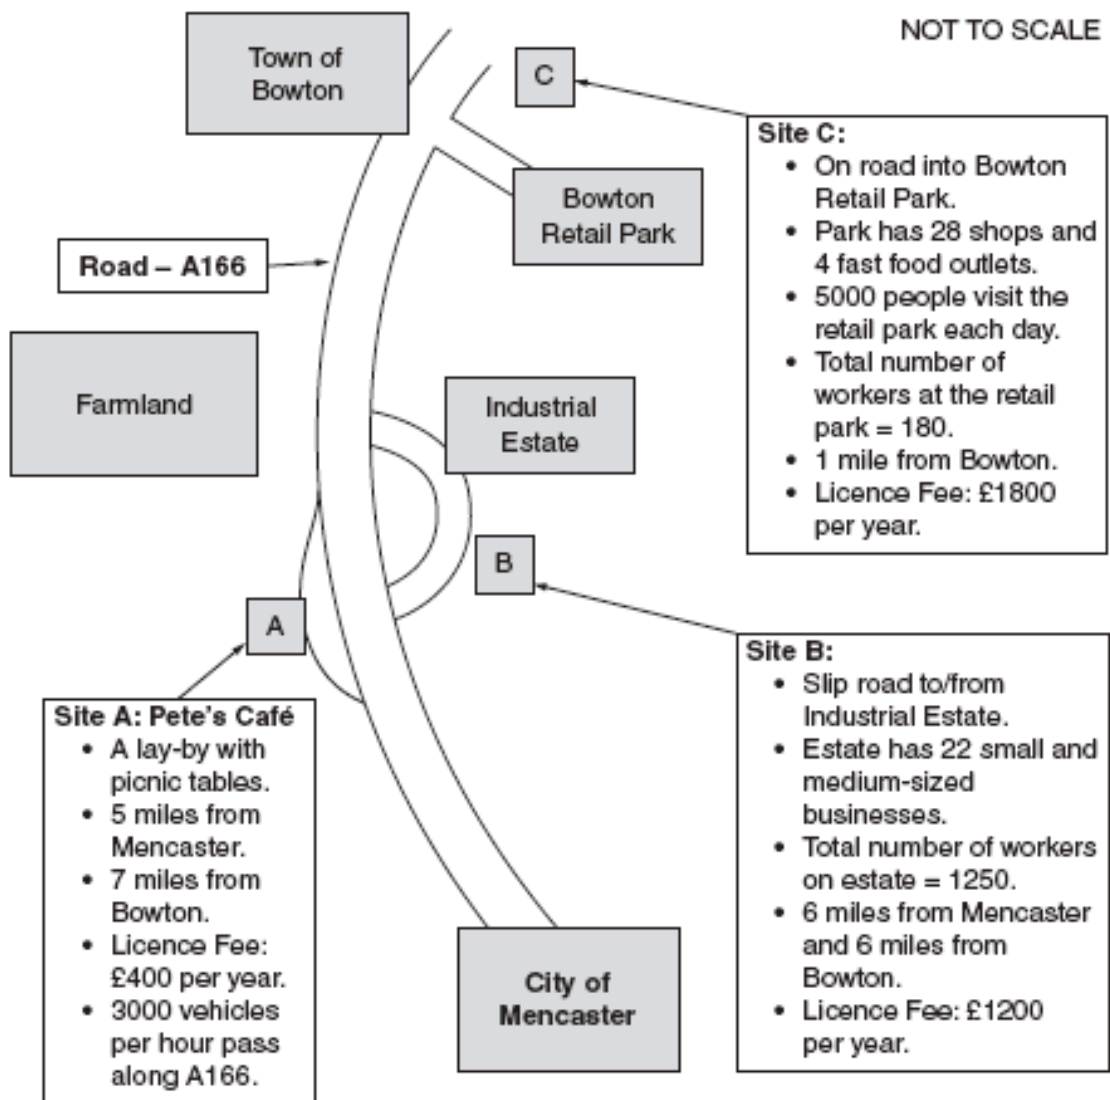 NOT TO SCALE
Town of
Bowton
C
Site C:
• On road into Bowton
Retail Park.
• Park has 28 shops and
4 fast food outlets.
• 5000 people visit the
retail park each day.
• Total number of
workers at the retail
park = 180.
• 1 mile from Bowton.
• Licence Fee: £1800
per year.
Bowton
Retail Park
Road – A166
Farmland
Industrial
Estate
B
A
Site B:
• Slip road to/from
Industrial Estate.
• Estate has 22 small and
medium-sized
businesses.
• Total number of workers
on estate = 1250.
• 6 miles from Mencaster
and 6 miles from
Bowton.
• Licence Fee: £1200
per year.
Site A: Pete's Café
• A lay-by with
picnic tables.
• 5 miles from
Mencaster.
• 7 miles from
Bowton.
• Licence Fee:
£400 per year.
• 3000 vehicles
per hour pass
along A166.
City of
Mencaster